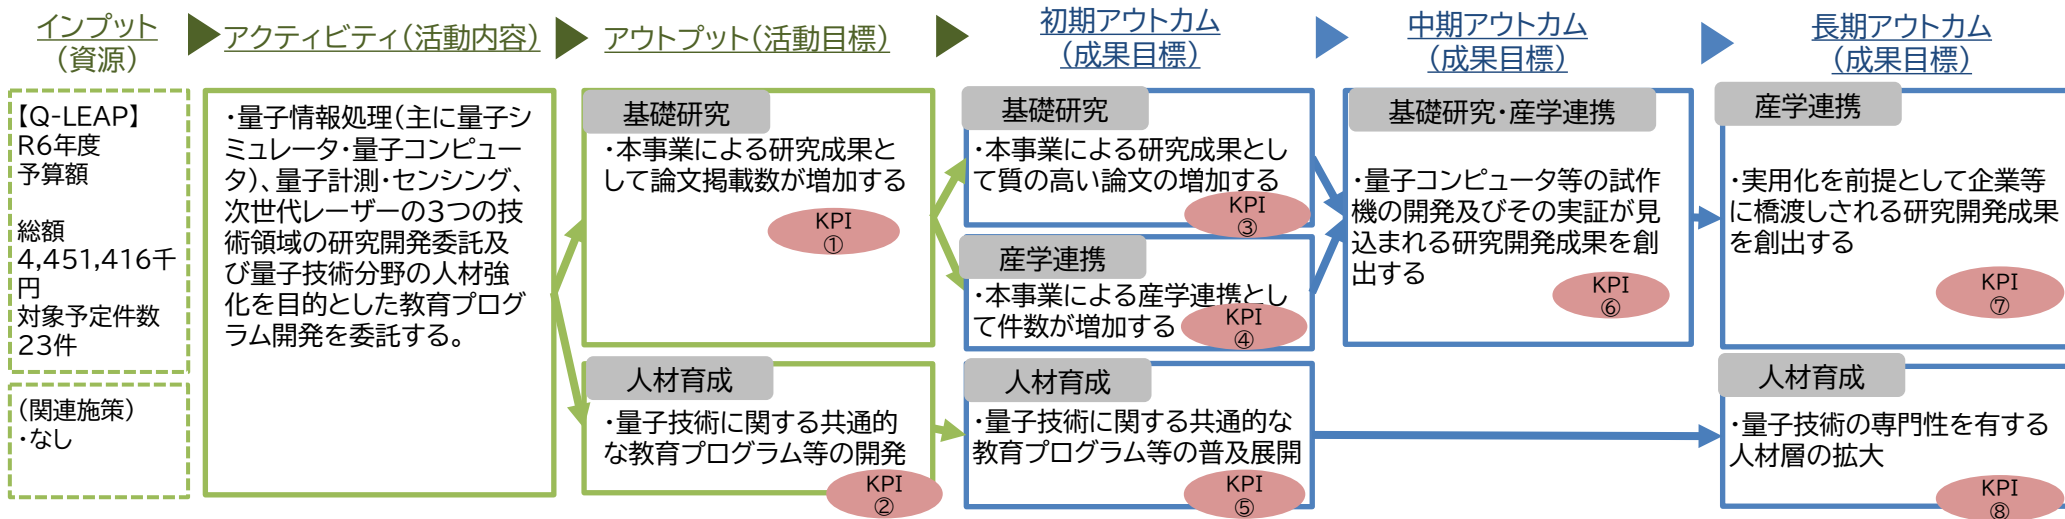 インプット
(資源)
アクティビティ(活動内容)
アウトプット(活動目標)
初期アウトカム
(成果目標)
中期アウトカム
(成果目標)
長期アウトカム
(成果目標)
【Q-LEAP】
R6年度
予算額
総額
4,451,416千
円
対象予定件数
23件
(関連施策)
・なし
・量子情報処理(主に量子シ
ミュレータ・量子コンピュー
タ)、量子計測・センシング、
次世代レーザーの3つの技
術領域の研究開発委託及
び量子技術分野の人材強
化を目的とした教育プログ
ラム開発を委託する。
基礎研究
・本事業による研究成果と
して論文掲載数が増加する
KPI
①
人材育成
・量子技術に関する共通的
な教育プログラム等の開発
KPI
②
基礎研究
・本事業による研究成果とし
て質の高い論文の増加する
KPI
③
産学連携
・本事業による産学連携とし
て件数が増加する
KPI
④
人材育成
・量子技術に関する共通的な
教育プログラム等の普及展開
KPI
⑤
基礎研究・産学連携
・量子コンピュータ等の試作
機の開発及びその実証が見
込まれる研究開発成果を創
出する
KPI
⑥
産学連携
・実用化を前提として企業等
に橋渡しされる研究開発成果
を創出する
KPI
⑦
人材育成
・量子技術の専門性を有する
人材層の拡大
KPI
⑧